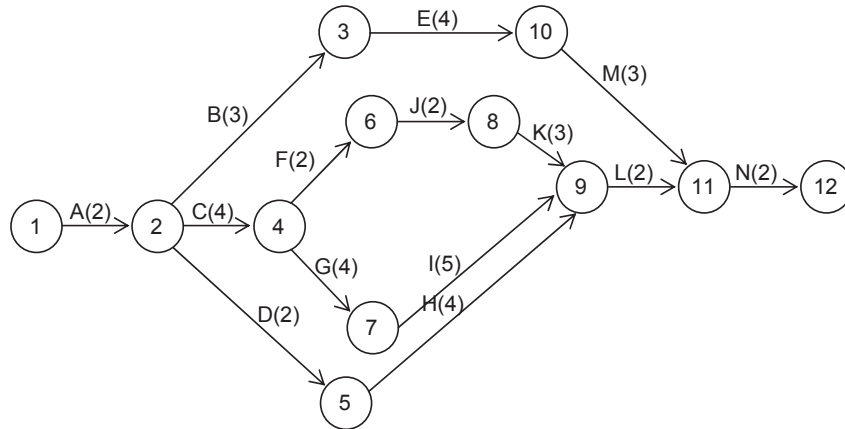 E(4)
3
10
M(3)
B(3)
J(2)
6
8
K(3)
F(2)
L(2)
N(2)
9
11
12
A(2)
C(4)
1
2
4
G(4)
I(5)
H(4)
D(2)
7
5